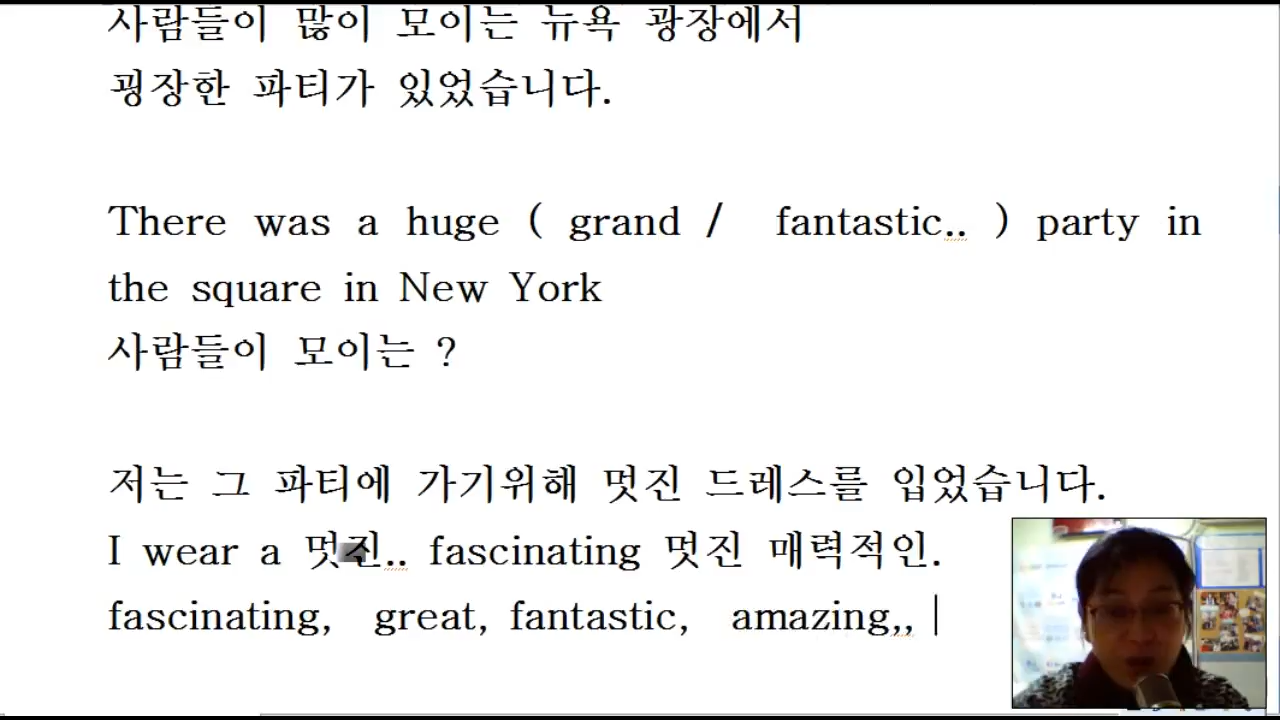 사람들이 많이 모이는 뉴욕 광장에서
굉장한 파티가 있었습니다.
There was a huge ( grand / fantastic.. ) party in
the square in New York
사람들이 모이는 ?
저는 그 파티에 가기위해 멋진 드레스를 입었습니다.
I wear a 멋진.. fascinating 멋진 매력적인.
fascinating, great, fantastic, amazing,,